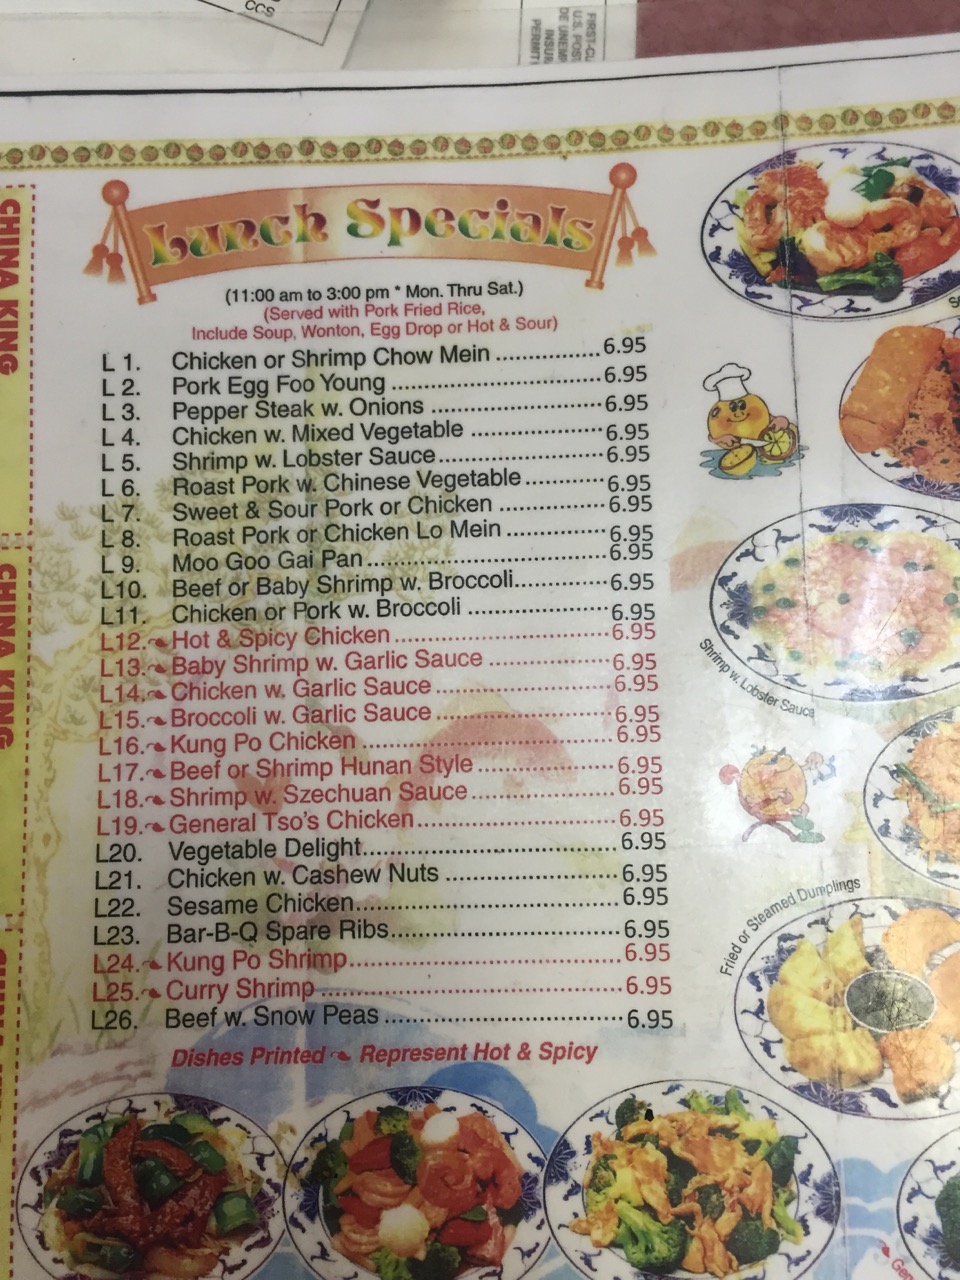 CCS
FIRST-CL
U.S. POST
DE UNEMP
INSUR
PERMIT
CHINA KING
CHINA KING
Lunch Specials
(11:00 am to 3:00 pm * Mon. Thru Sat.)
(Served with Pork Fried Rice,
Include Soup, Wonton, Egg Drop or Hot & Sour)
L 1. Chicken or Shrimp Chow Mein ............... 6.95
L 2. Pork Egg Foo Young ............................... 6.95
L 3. Pepper Steak w. Onions ......................... 6.95
L 4. Chicken w. Mixed Vegetable ................... 6.95
L 5. Shrimp w. Lobster Sauce........................ 6.95
L 6. Roast Pork w. Chinese Vegetable ........... 6.95
L 7. Sweet & Sour Pork or Chicken ............... 6.95
L 8. Roast Pork or Chicken Lo Mein .............. 6.95
L 9. Moo Goo Gai Pan................................... 6.95
L10. Beef or Baby Shrimp w. Broccoli............. 6.95
L11. Chicken or Pork w. Broccoli .................... 6.95
L12. Hot & Spicy Chicken ............................... 6.95
L13. Baby Shrimp w. Garlic Sauce ................. 6.95
L14. Chicken w. Garlic Sauce ......................... 6.95
L15. Broccoli w. Garlic Sauce ......................... 6.95
L16. Kung Po Chicken ................................... 6.95
L17. Beef or Shrimp Hunan Style ................... 6.95
L18. Shrimp w. Szechuan Sauce.................... 6.95
L19. General Tso's Chicken............................ 6.95
L20. Vegetable Delight.................................... 6.95
L21. Chicken w. Cashew Nuts ........................ 6.95
L22. Sesame Chicken..................................... 6.95
L23. Bar-B-Q Spare Ribs................................ 6.95
L24. Kung Po Shrimp...................................... 6.95
L25. Curry Shrimp .......................................... 6.95
L26. Beef w. Snow Peas ................................. 6.95
Dishes Printed Represent Hot & Spicy
Shrimp w. Lobster Sauce
Fried or Steamed Dumplings